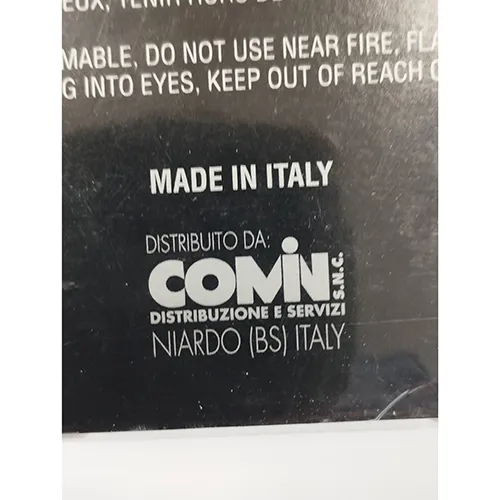 MABLE, DO NOT USE NEAR FIRE,
G INTO EYES, KEEP OUT OF REACH
MADE IN ITALY
DISTRIBUITO DA:
COMIN S.N.C.
DISTRIBUZIONE E SERVIZI
NIARDO (BS) ITALY